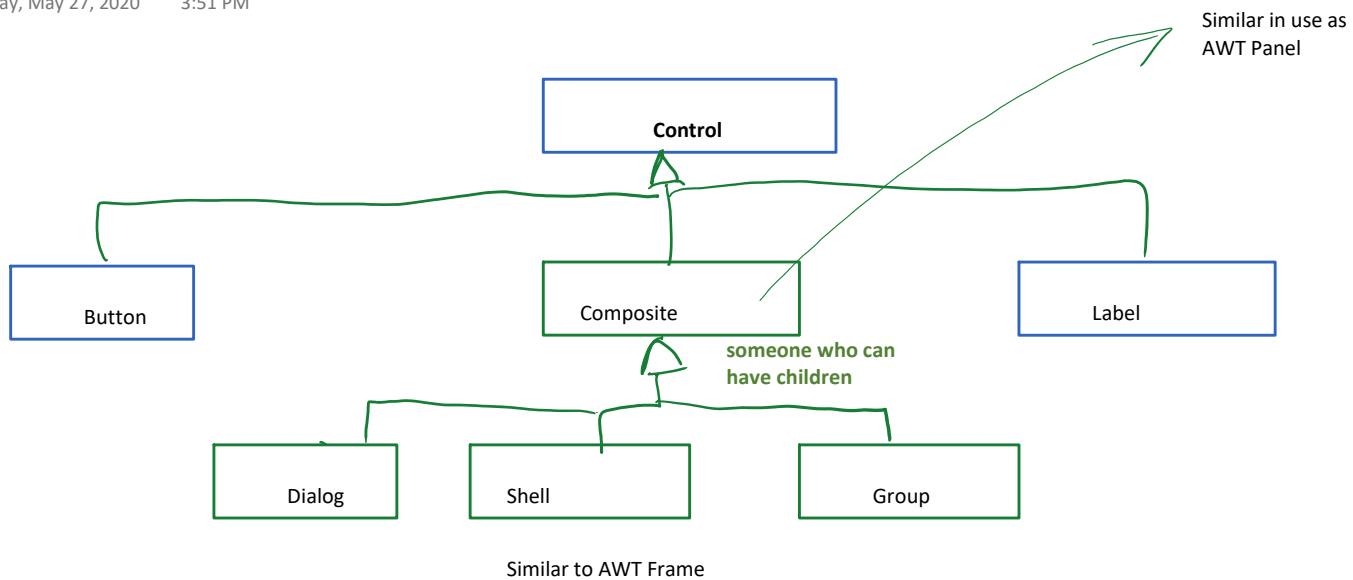 ay, May 27, 2020 3:51 PM
Similar in use as
AWT Panel
Control
Button
Composite
Label
someone who can
have children
Dialog
Shell
Group
Similar to AWT Frame